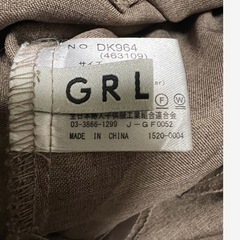 NO DK964
(463109)
サイズ
GRL
F W
全日本婦人子供服工業組合連合会
03-3866-1299 J-GF0052
MADE IN CHINA 1520-0004